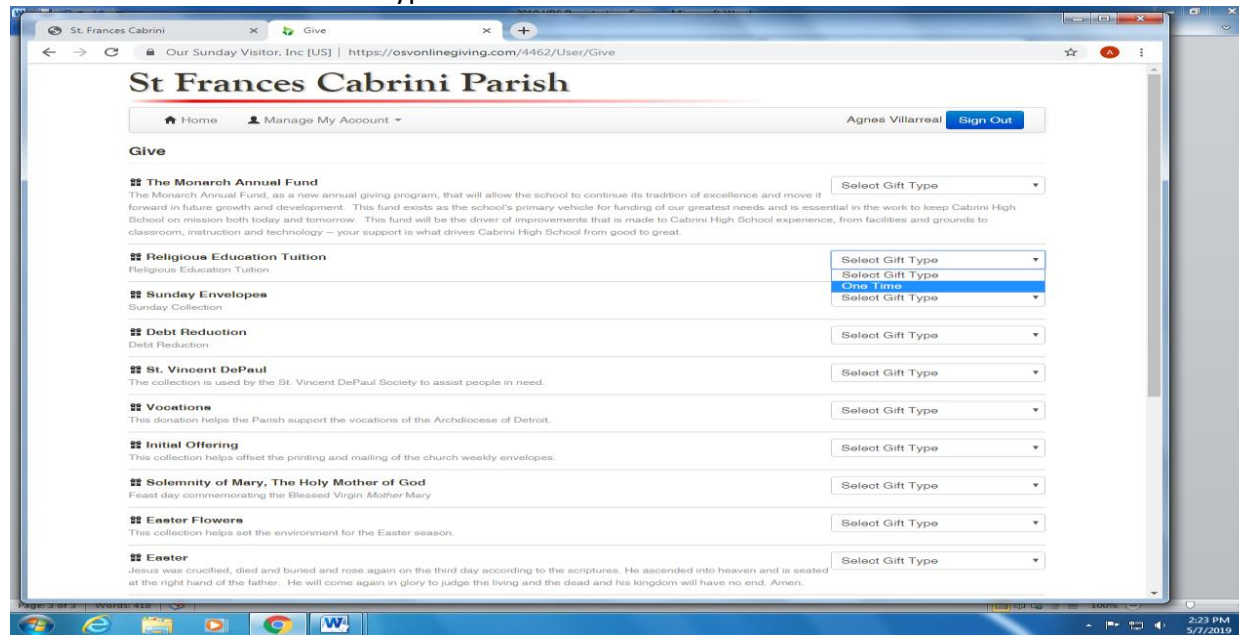 St. Frances Cabrini
Give
Our Sunday Visitor, Inc [US] | https://osvonlinegiving.com/4462/User/Give
A
St Frances Cabrini Parish
Home
Manage My Account
Agnes Villarreal
Sign Out
Give
The Monarch Annual Fund
Select Gift Type
The Monarch Annual Fund, as a new annual giving program, that will allow the school to continue its tradition of excellence and move it
forward in future growth and development. This fund exists as the school's primary vehicle for funding of our greatest needs and is essential in the work to keep Cabrini High
School on mission both today and tomorrow. This fund will be the driver of improvements that is made to Cabrini High School experience, from facilities and grounds to
classroom, instruction and technology – your support is what drives Cabrini High School from good to great.
Religious Education Tuition
Select Gift Type
Religious Education Tuition
Select Gift Type
One Time
Sunday Envelopes
Select Gift Type
Sunday Collection
Debt Reduction
Select Gift Type
Debt Reduction
St. Vincent DePaul
Select Gift Type
The collection is used by the St. Vincent DePaul Society to assist people in need.
Vocations
Select Gift Type
This donation helps the Parish support the vocations of the Archdiocese of Detroit.
Initial Offering
Select Gift Type
This collection helps offset the printing and mailing of the church weekly envelopes.
Solemnity of Mary, The Holy Mother of God
Select Gift Type
Feast day commemorating the Blessed Virgin Mother Mary
Easter Flowers
Select Gift Type
This collection helps set the environment for the Easter season.
Easter
Select Gift Type
Jesus was crucified, died and buried and rose again on the third day according to the scriptures. He ascended into heaven and is seated
at the right hand of the father. He will come again in glory to judge the living and the dead and his kingdom will have no end. Amen.
Page: 3 of 3
Words: 418
100%
2:23 PM
5/7/2019